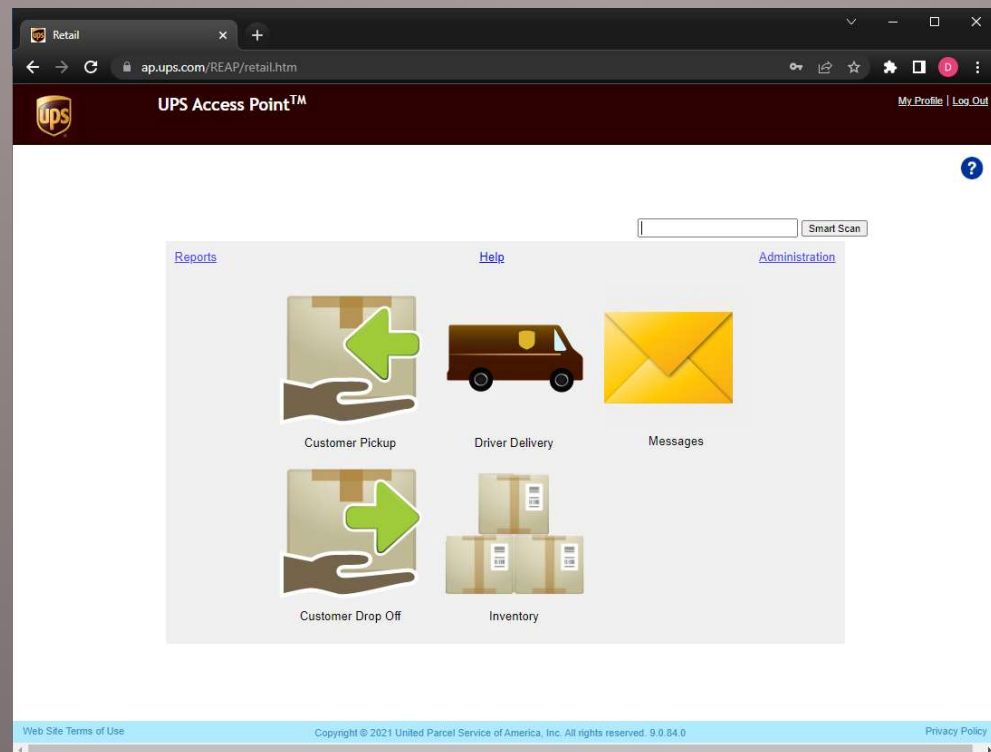 Retail
ap.ups.com/REAP/retail.htm
D
ups
UPS Access Point™
My Profile | Log Out
?
Smart Scan
Reports
Help
Administration
Customer Pickup
Driver Delivery
Messages
Customer Drop Off
Inventory
Web Site Terms of Use
Copyright © 2021 United Parcel Service of America, Inc. All rights reserved. 9.0.84.0
Privacy Policy